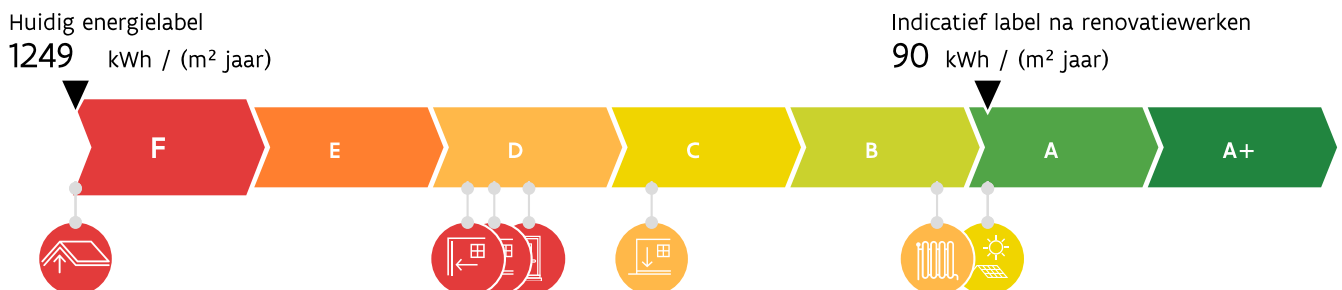 Huidig energielabel
1249 kWh / (m² jaar)
Indicatief label na renovatiewerken
90 kWh / (m² jaar)
F
E
D
C
B
A
A+